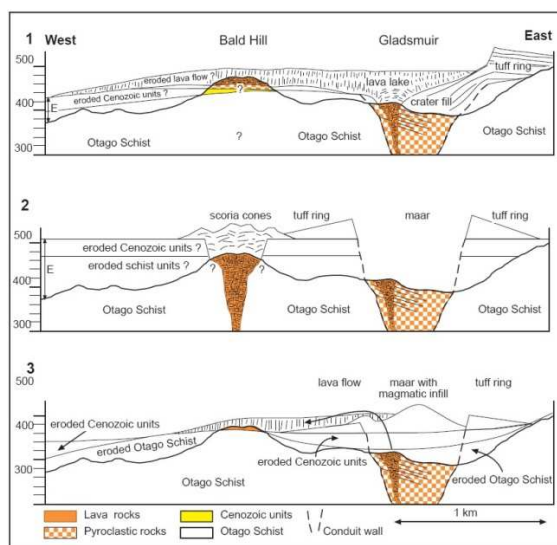 1 West Bald Hill Gladsmuir East
500
tuff ring
eroded lava flow ?
lava lake
400
E
eroded Cenozoic units ?
?
crater fill
Otago Schist
Otago Schist
300
Otago Schist
?
2
scoria cones tuff ring maar tuff ring
500
eroded Cenozoic units ?
E
eroded schist units ?
? ?
400
300
Otago Schist Otago Schist Otago Schist
3
500
lava flow maar with magmatic infill tuff ring
400
eroded Cenozoic units
eroded Otago Schist
eroded Cenozoic units
eroded Otago Schist
300
Otago Schist
Lava rocks Cenozoic units Conduit wall 1 km
Pyroclastic rocks Otago Schist